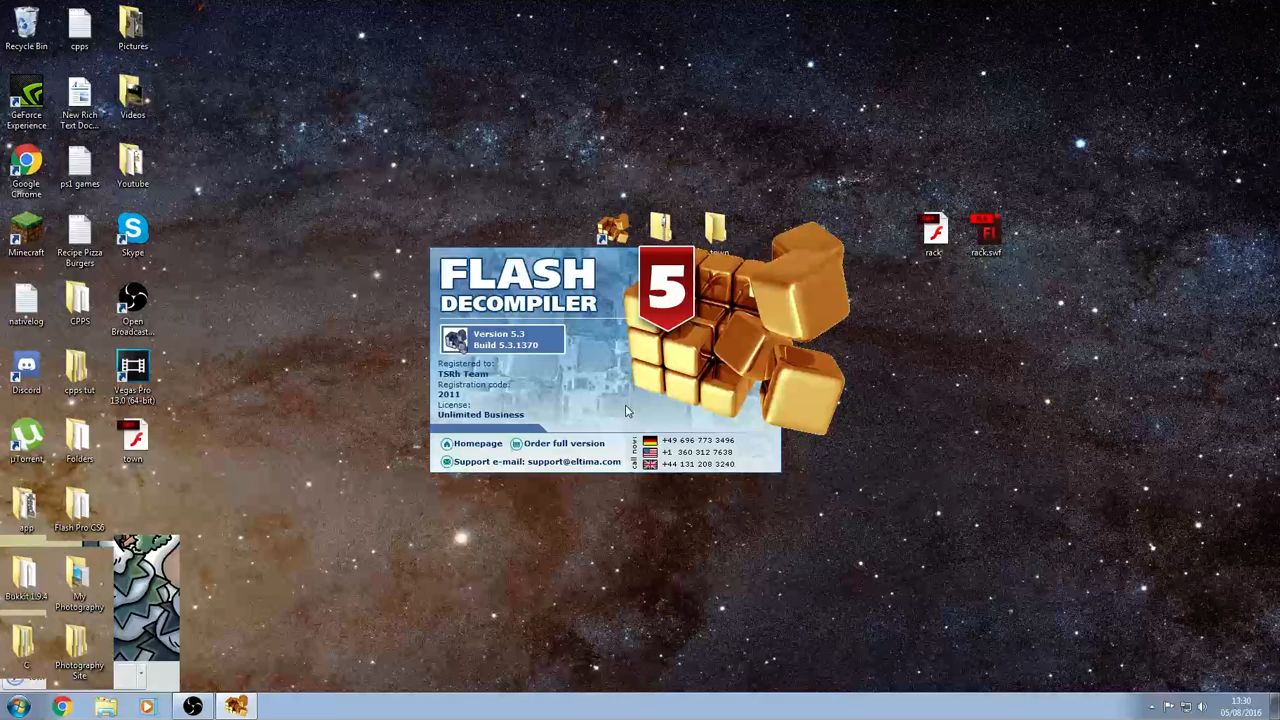 Recycle Bin
cpps
Pictures
GeForce
Experience
New Rich
Text Doc...
Videos
Google
Chrome
ps1 games
Youtube
Minecraft
Recipe Pizza
Burgers
Skype
nativelog
CPPS
Open
Broadcast...
Discord
cpps tut
Vegas Pro
13.0 (64-bit)
µTorrent
Folders
town
app
Flash Pro CS6
Bukkit 1.9.4
My
Photography
C
Photography
Site
rack
rack.swf
FLASH
DECOMPILER
5
Version 5.3
Build 5.3.1370
Registered to:
TSRh Team
Registration code:
2011
License:
Unlimited Business
Homepage
Order full version
Support e-mail: support@eltima.com
call now:
+49 696 773 3496
+1 360 312 7638
+44 131 208 3240
13:30
05/08/2016